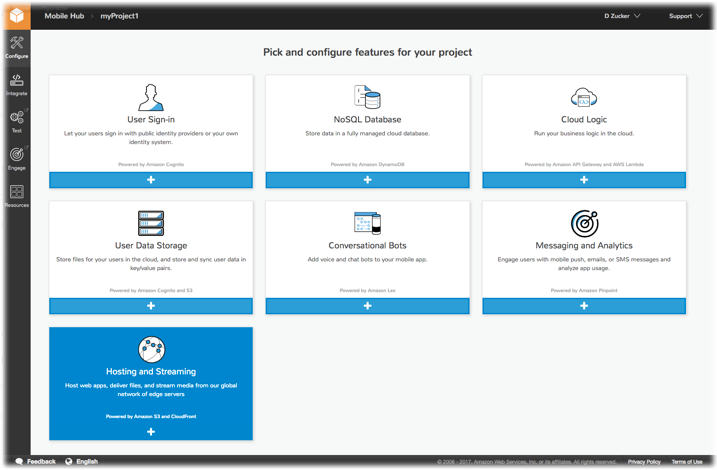 Mobile Hub > myProject1
D Zucker
Support
Configure
Integrate
Test
Engage
Resources
Pick and configure features for your project
User Sign-in
Let your users sign in with public identity providers or your own
identity system.
Powered by Amazon Cognito
+
NoSQL Database
Store data in a fully managed cloud database.
Powered by Amazon DynamoDB
+
Cloud Logic
Run your business logic in the cloud.
Powered by Amazon API Gateway and AWS Lambda
+
User Data Storage
Store files for your users in the cloud, and store and sync user data in
key/value pairs.
Powered by Amazon Cognito and S3
+
Conversational Bots
Add voice and chat bots to your mobile app.
Powered by Amazon Lex
+
Messaging and Analytics
Engage users with mobile push, emails, or SMS messages and
analyze app usage.
Powered by Amazon Pinpoint
+
Hosting and Streaming
Host web apps, deliver files, and stream media from our global
network of edge servers
Powered by Amazon S3 and CloudFront
+
Feedback
English
© 2008 - 2017, Amazon Web Services, Inc. or its affiliates. All rights reserved.
Privacy Policy
Terms of Use